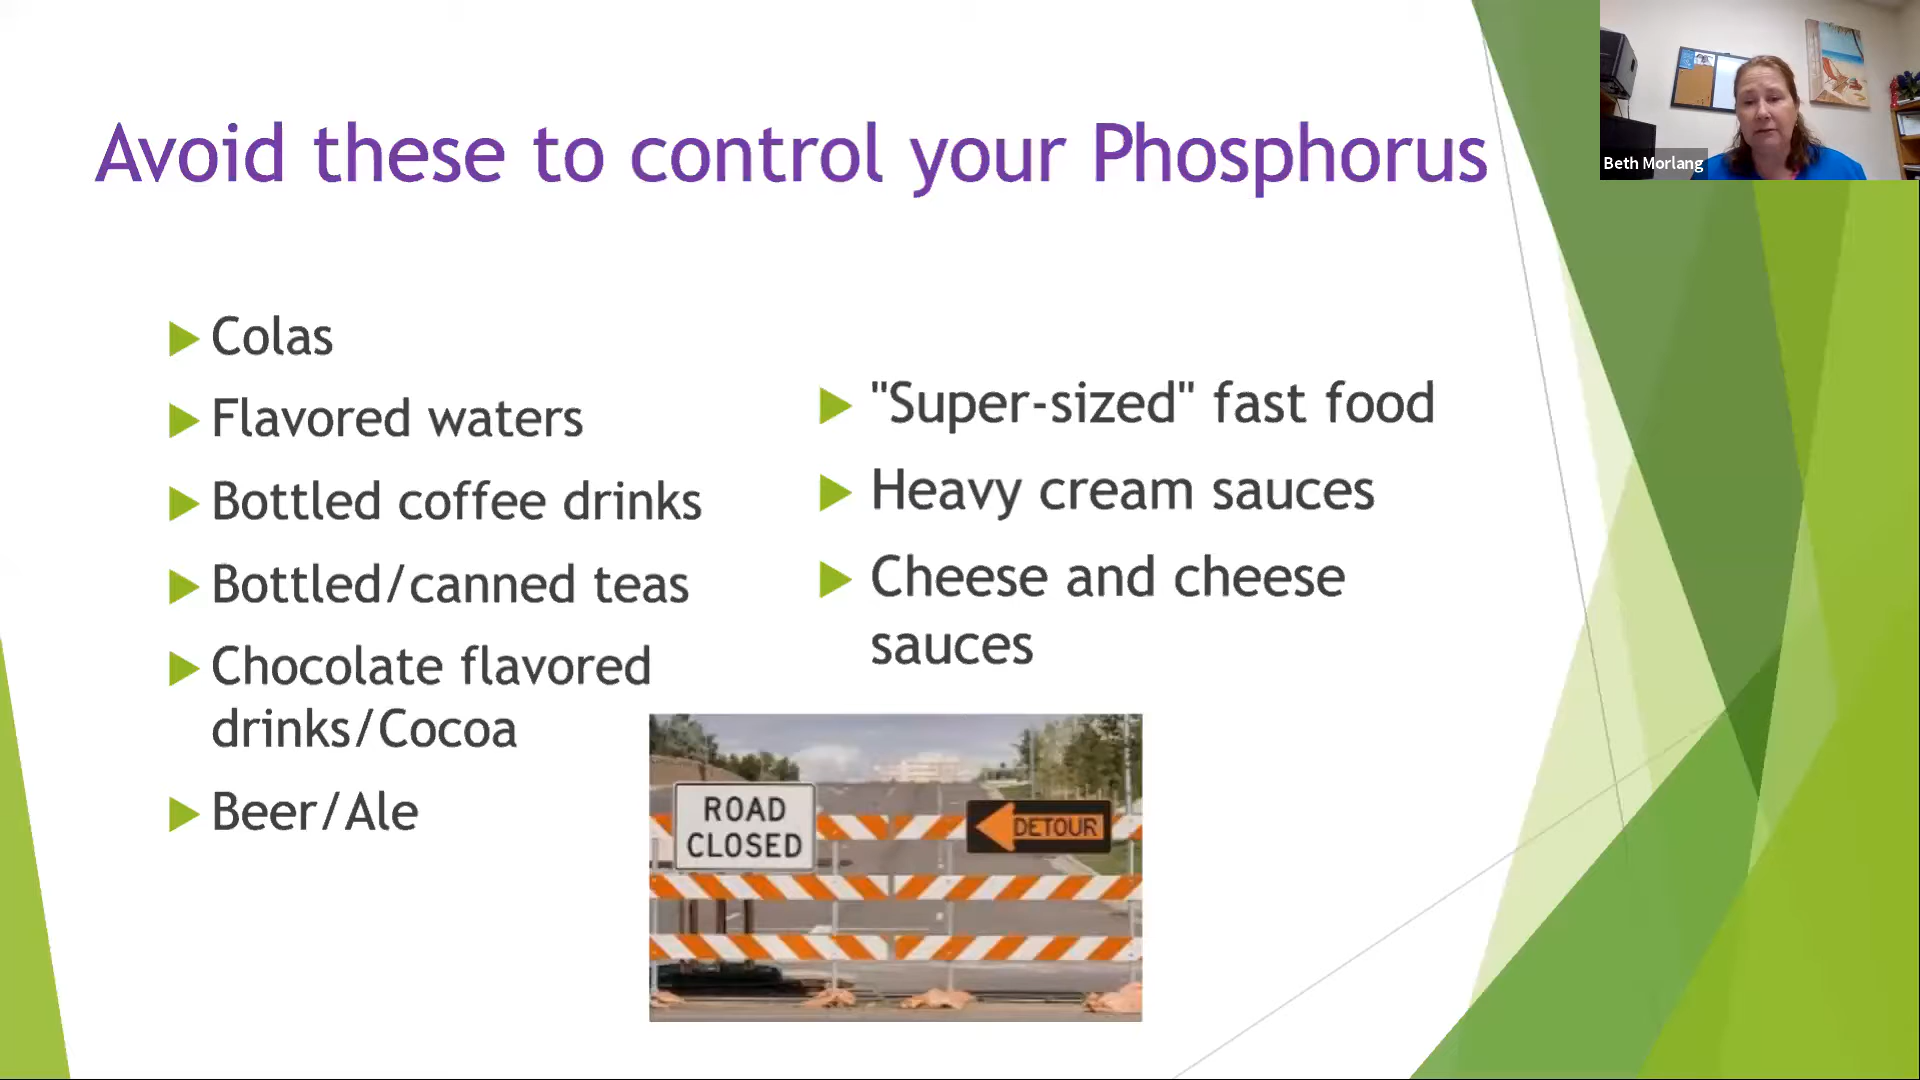 Avoid these to control your Phosphorus
Colas
Flavored waters
Bottled coffee drinks
Bottled/canned teas
Chocolate flavored
drinks/Cocoa
Beer/Ale
"Super-sized" fast food
Heavy cream sauces
Cheese and cheese
sauces
ROAD
CLOSED
DETOUR
Beth Morlang